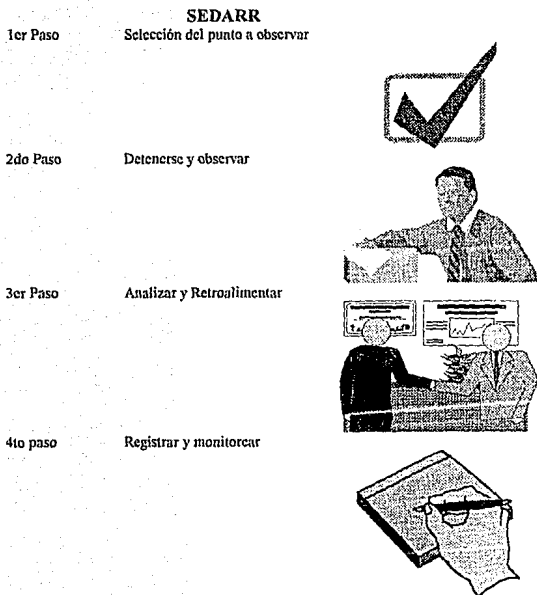 SEDARR
1er Paso Selección del punto a observar
2do Paso Detenerse y observar
3er Paso Analizar y Retroalimentar
4to paso Registrar y monitorear